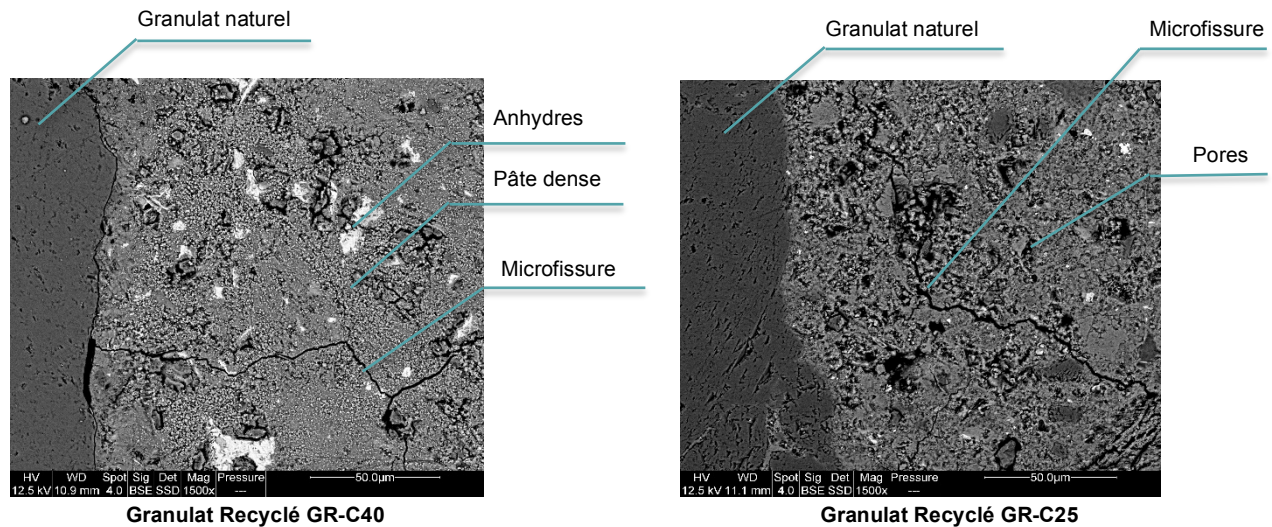 Granulat naturel
Anhydres
Pâte dense
Microfissure
HV WD Spot Sig Det Mag Pressure
12.5 kV 10.9 mm 4.0 BSE SSD 1500x --- 50.0µm
Granulat Recyclé GR-C40
Granulat naturel
Microfissure
Pores
HV WD Spot Sig Det Mag Pressure
12.5 kV 11.1 mm 4.0 BSE SSD 1500x --- 50.0µm
Granulat Recyclé GR-C25